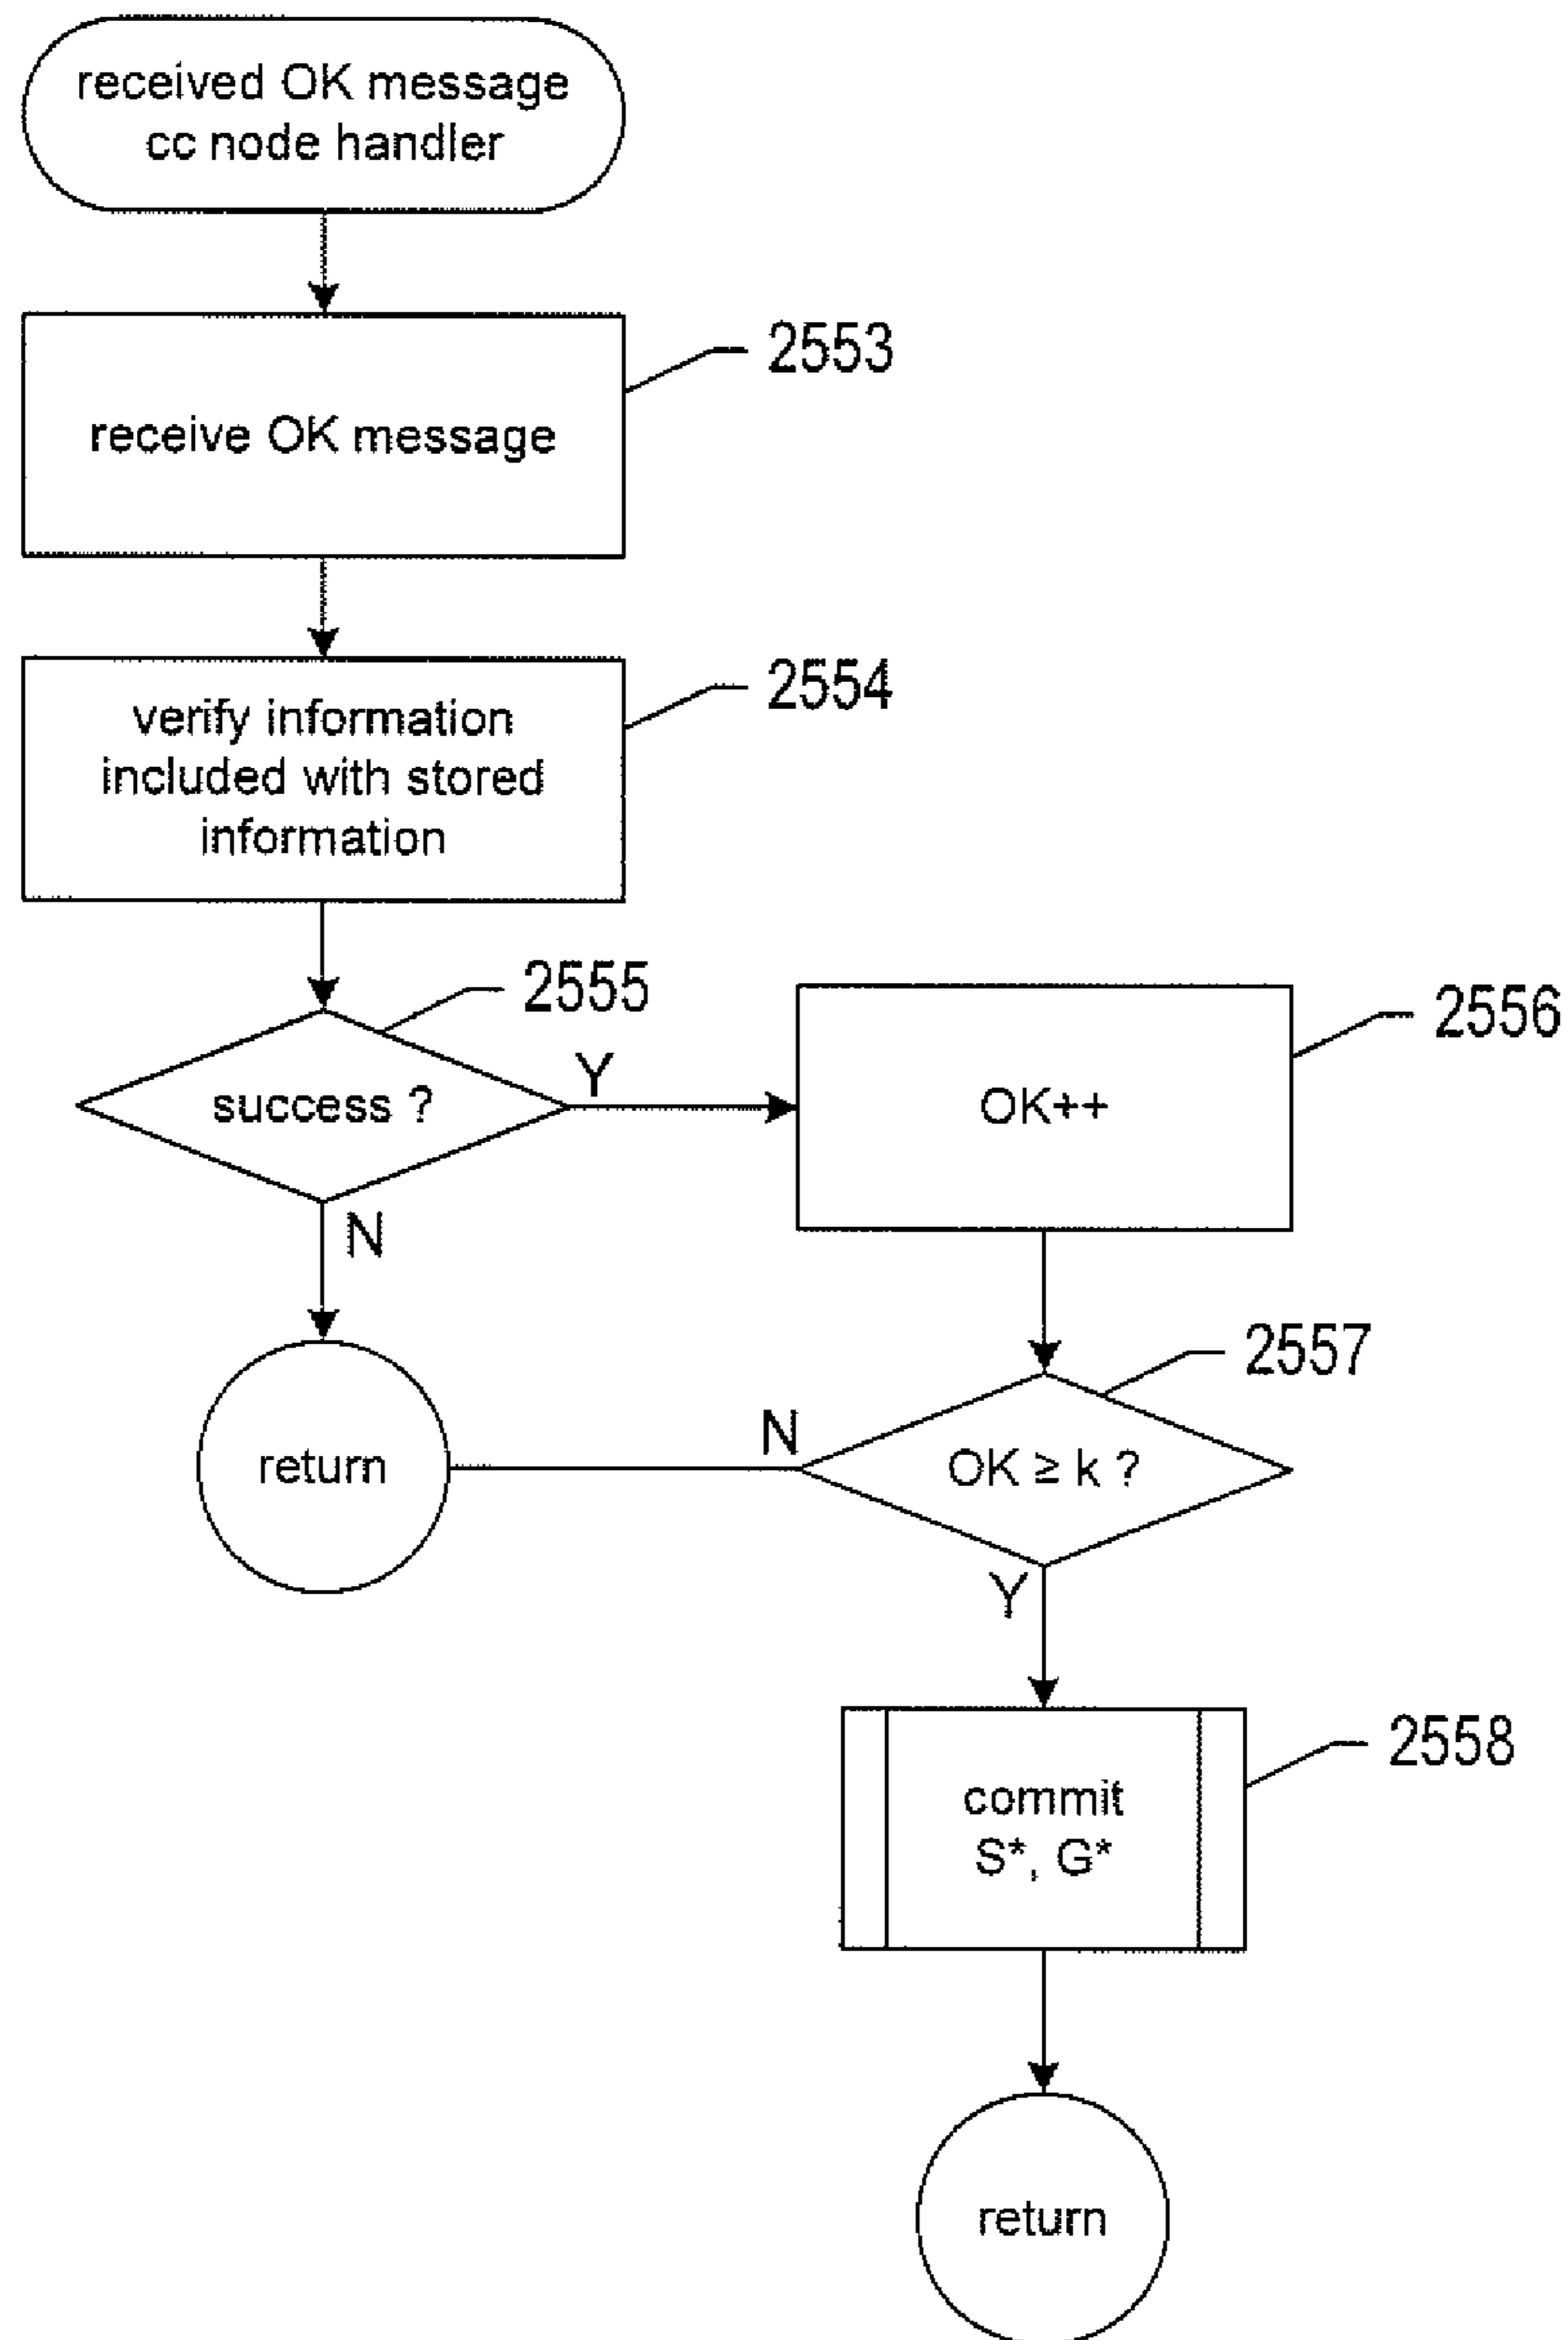 received OK message
cc node handler
2553
receive OK message
2554
verify information
included with stored
information
2555
success ?
Y
N
2556
OK++
2557
OK ≥ k ?
N
return
Y
2558
commit
S*, G*
return